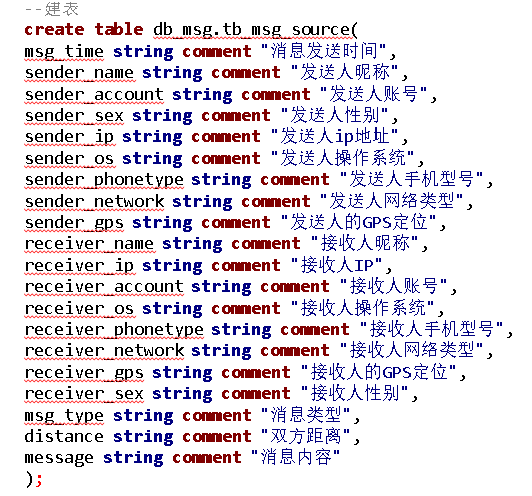 --建表
create table db_msg.tb_msg_source(
msg_time string comment "消息发送时间",
sender_name string comment "发送人昵称",
sender_account string comment "发送人账号",
sender_sex string comment "发送人性别",
sender_ip string comment "发送人ip地址",
sender_os string comment "发送人操作系统",
sender_phonetype string comment "发送人手机型号",
sender_network string comment "发送人网络类型",
sender_gps string comment "发送人的GPS定位",
receiver_name string comment "接收人昵称",
receiver_ip string comment "接收人IP",
receiver_account string comment "接收人账号",
receiver_os string comment "接收人操作系统",
receiver_phonetype string comment "接收人手机型号",
receiver_network string comment "接收人网络类型",
receiver_gps string comment "接收人的GPS定位",
receiver_sex string comment "接收人性别",
msg_type string comment "消息类型",
distance string comment "双方距离",
message string comment "消息内容"
);